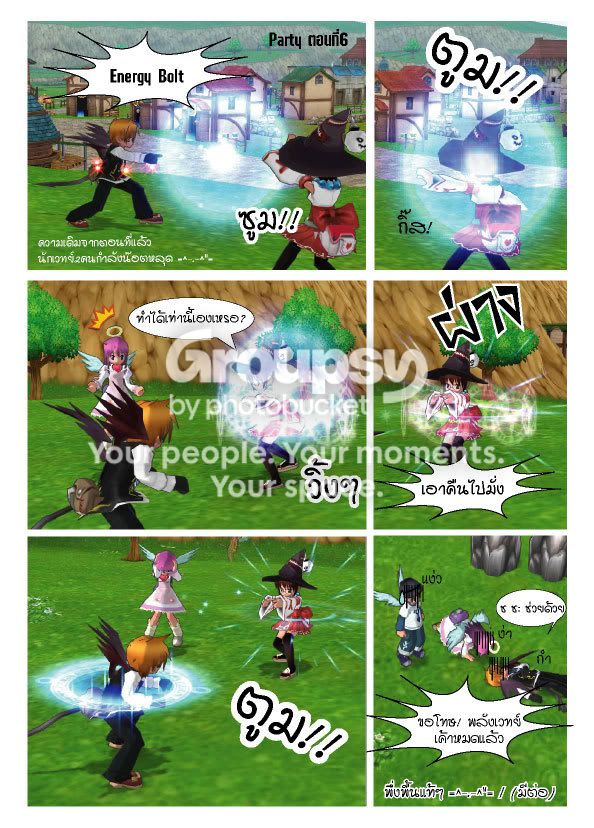 Party ตอนที่6
Energy Bolt
ซูม!!
ความเดิมจากตอนที่แล้ว
นักเวทย์2คนกำลังน๊อตหลุด =^-.-^"=
ตูม!!
กิ๊ส!
ทำได้เท่านี้เองเหรอ?
วิ้งๆ
ผ่าง
เอาคืนไปมั่ง
Groupsy
by photobucket
Your people. Your moments.
Your space.
ตูม!!
แง่ว
ช ชะ ช่วยด้วย
ง่า
กำ
ขอโทษ! พลังเวทย์
เค้าหมดแล้ว
พึ่งพื้นแท้ๆ =^-.-^"= / (มีต่อ)